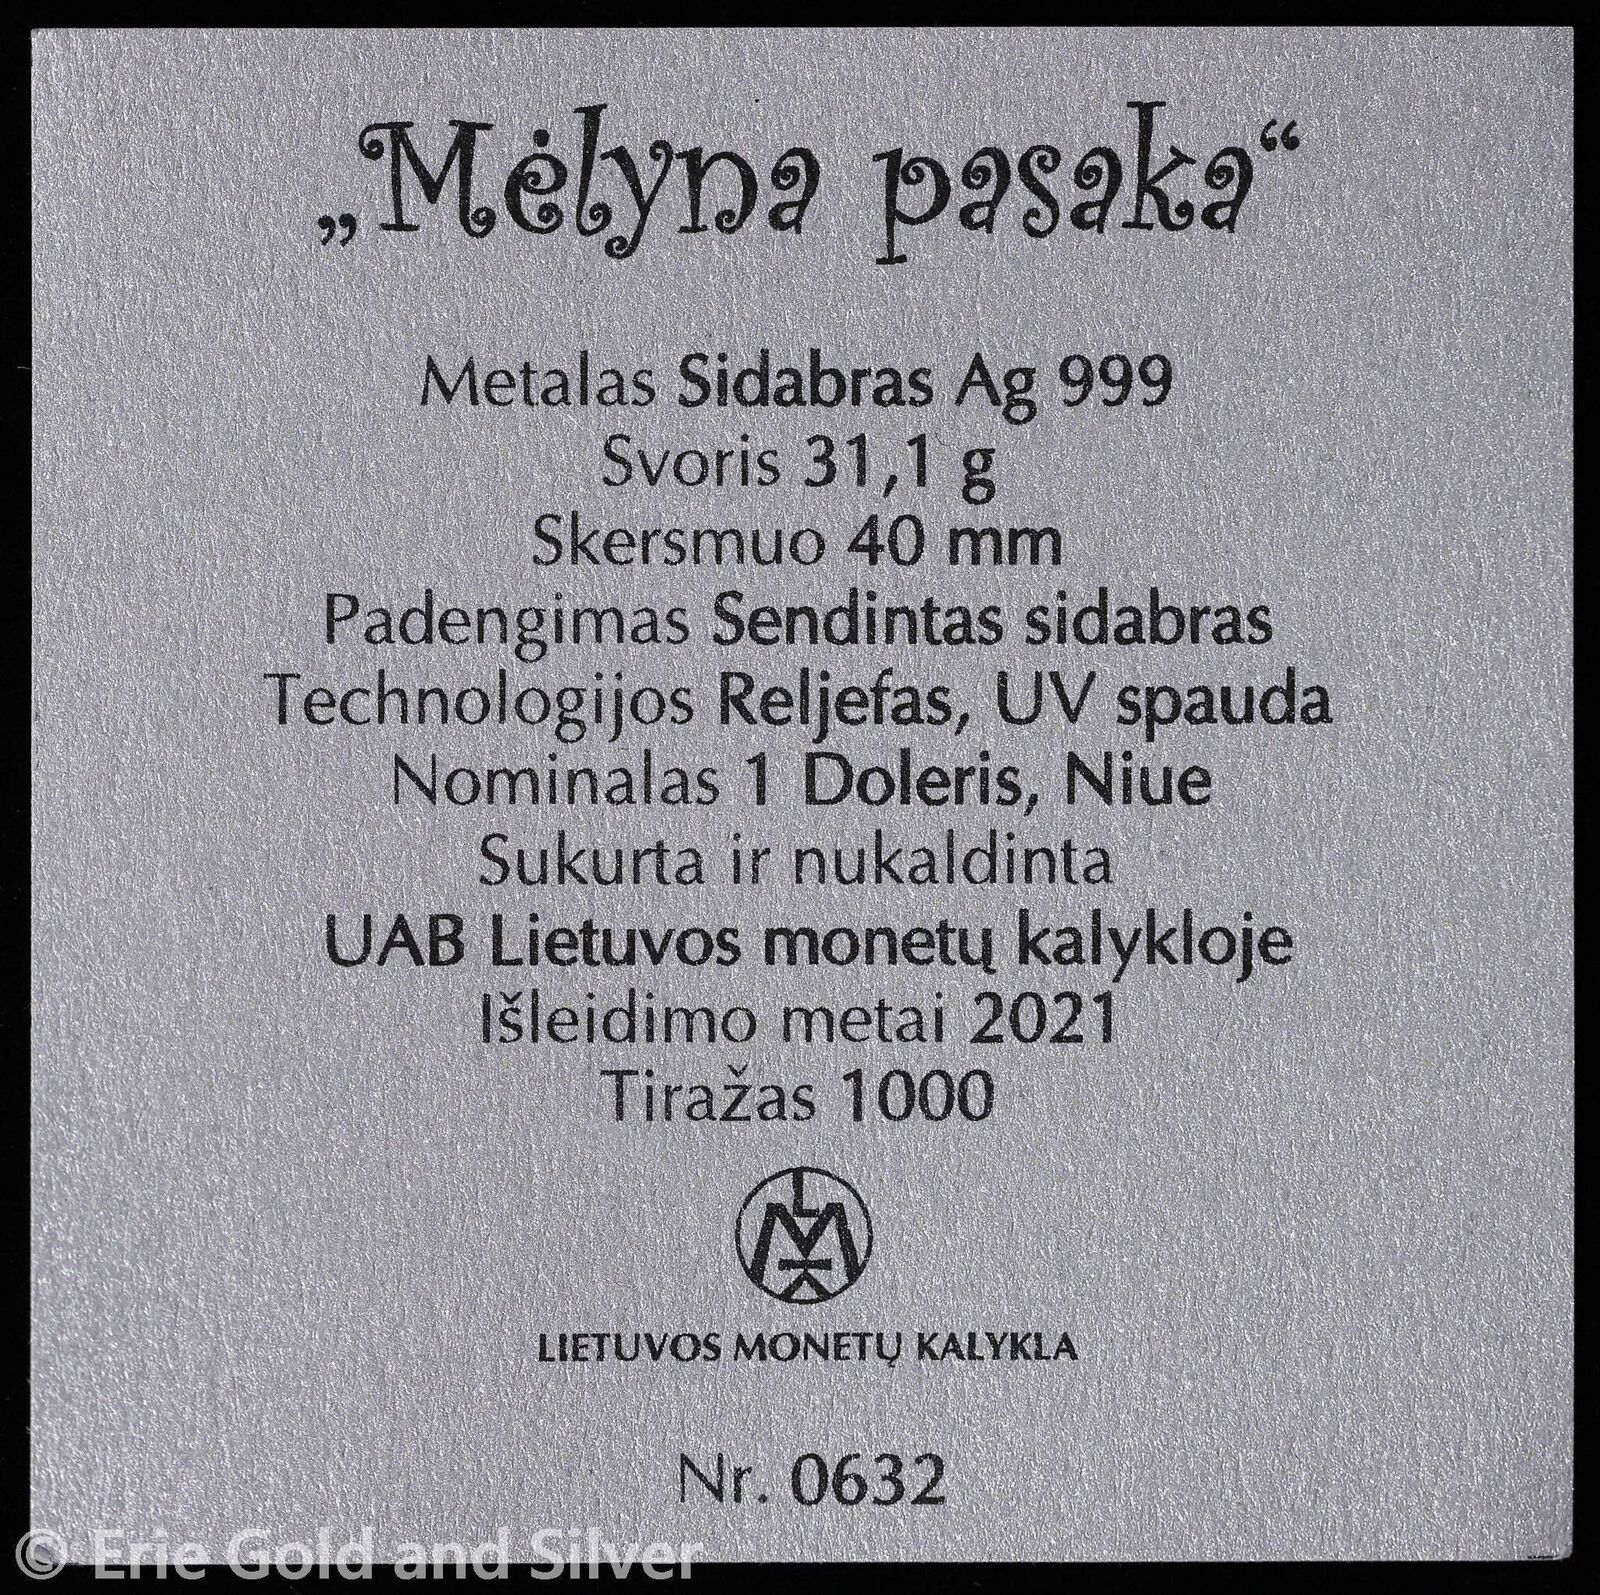 „Mėlyna pasaka“
Metalas Sidabras Ag 999
Svoris 31,1 g
Skersmuo 40 mm
Padengimas Sendintas sidabras
Technologijos Reljefas, UV spauda
Nominalas 1 Doleris, Niue
Sukurta ir nukaldinta
UAB Lietuvos monetų kalykloje
Išleidimo metai 2021
Tiražas 1000
LMK
LIETUVOS MONETŲ KALYKLA
Nr. 0632
© Erie Gold and Silver